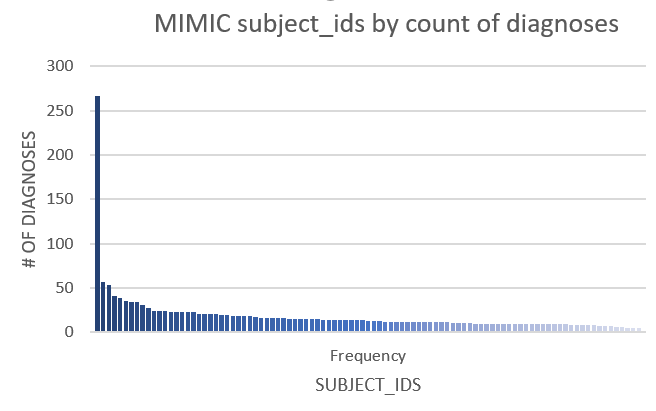 MIMIC subject_ids by count of diagnoses
300
250
200
150
100
50
0
# OF DIAGNOSES
Frequency
SUBJECT_IDS